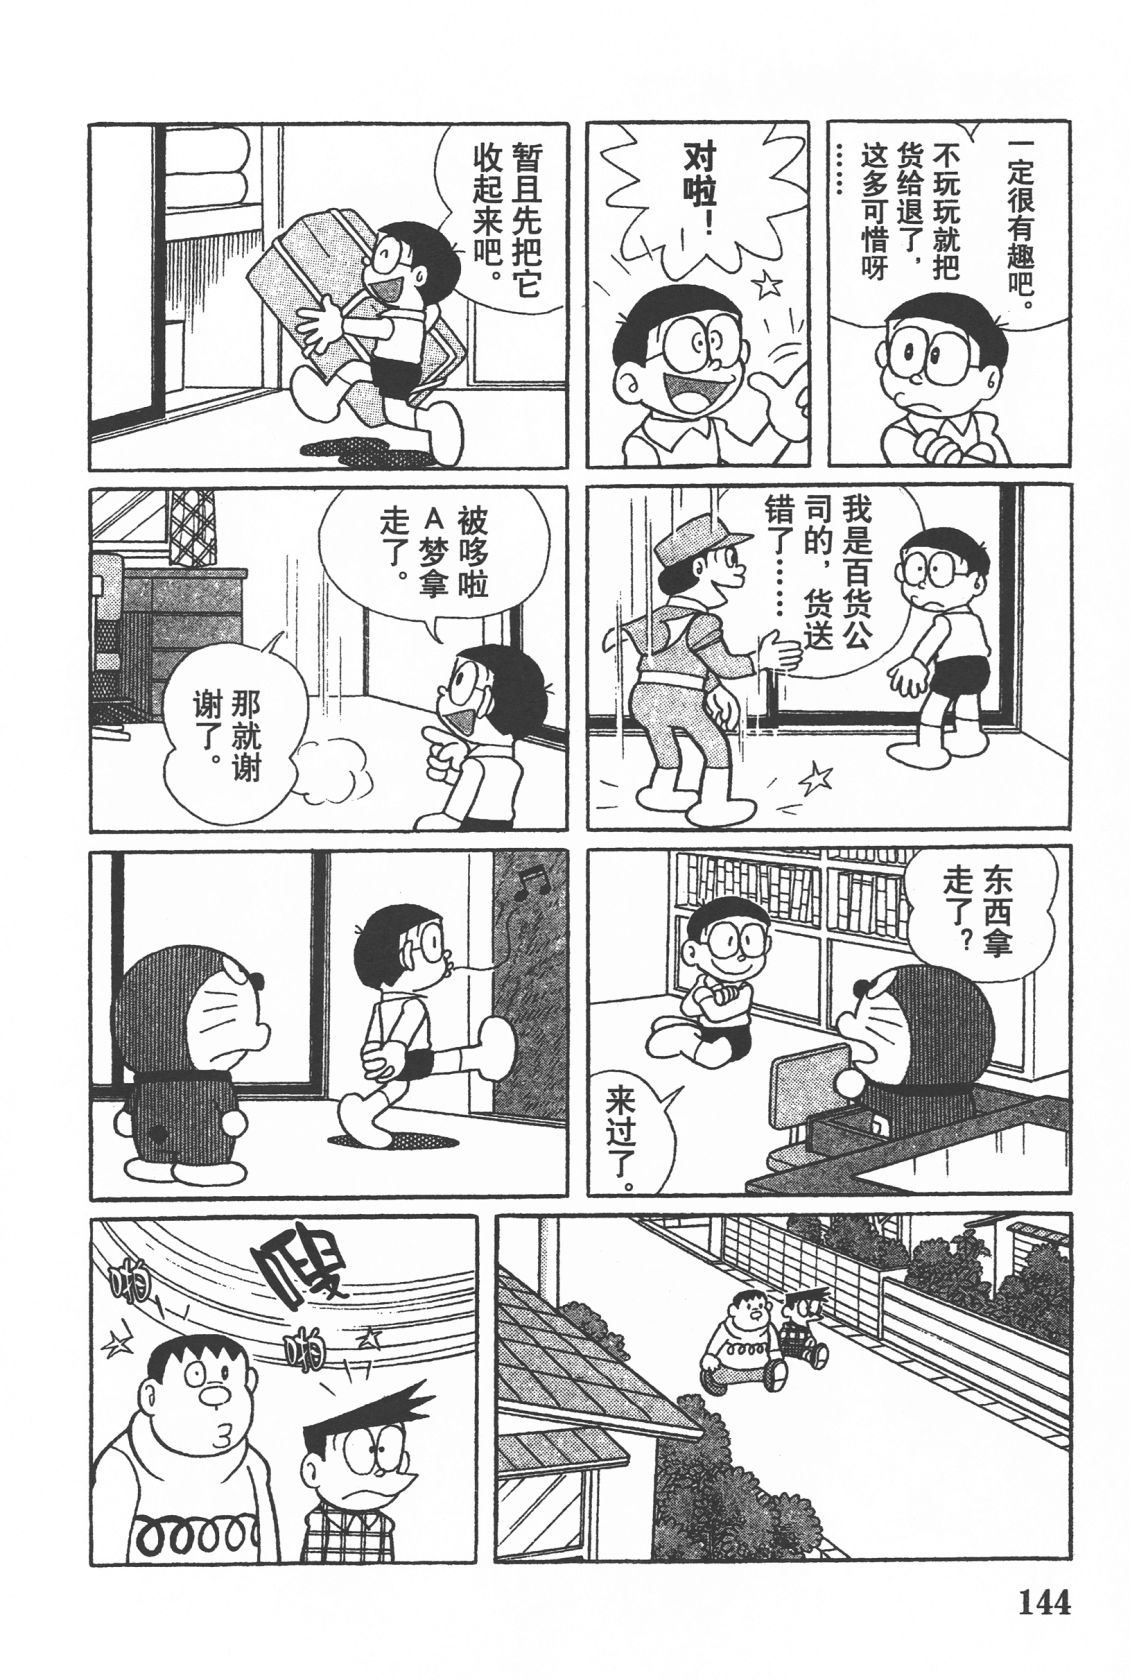 一定很有趣吧。
不玩玩就把
货给退了，
这多可惜呀
……
对啦！
暂且先把它
收起来吧。
我是百货公
司的，货送
错了……
被哆啦
A梦拿
走了。
那就谢
谢了。
东西拿
走了？
来过了。
嗖
啪
啪
144